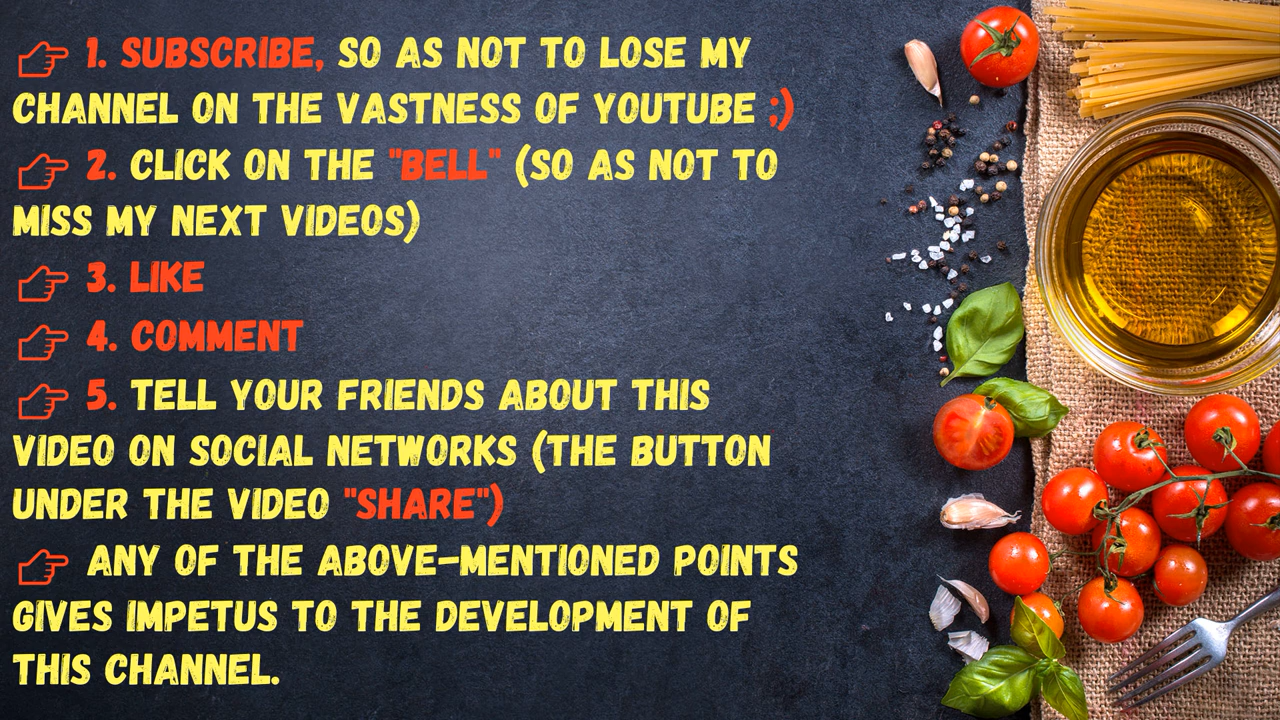 👉 1. SUBSCRIBE, SO AS NOT TO LOSE MY
CHANNEL ON THE VASTNESS OF YOUTUBE ;)
👉 2. CLICK ON THE "BELL" (SO AS NOT TO
MISS MY NEXT VIDEOS)
👉 3. LIKE
👉 4. COMMENT
👉 5. TELL YOUR FRIENDS ABOUT THIS
VIDEO ON SOCIAL NETWORKS (THE BUTTON
UNDER THE VIDEO "SHARE")
👉 ANY OF THE ABOVE-MENTIONED POINTS
GIVES IMPETUS TO THE DEVELOPMENT OF
THIS CHANNEL.